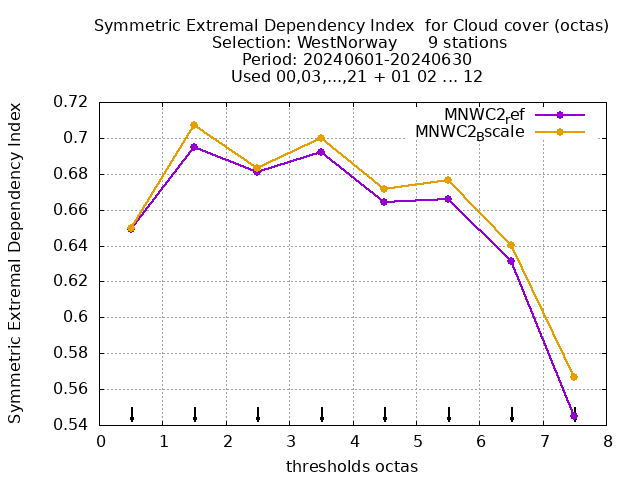 Symmetric Extremal Dependency Index  for Cloud cover (octas)
Selection: WestNorway      9 stations
Period: 20240601-20240630
Used 00,03,...,21 + 01 02 ... 12
MNWC2ref
MNWC2Bscale
Symmetric Extremal Dependency Index
0.72
0.7
0.68
0.66
0.64
0.62
0.6
0.58
0.56
0.54
0 1 2 3 4 5 6 7 8
thresholds octas